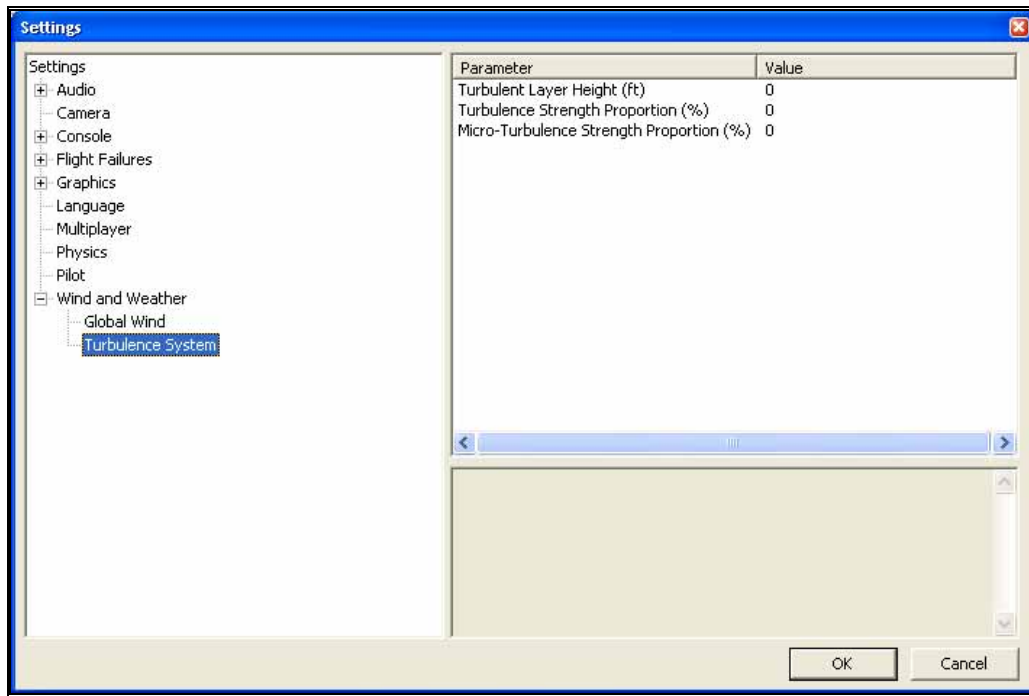 Settings
Settings
Audio
Camera
Console
Flight Failures
Graphics
Language
Multiplayer
Physics
Pilot
Wind and Weather
Global Wind
Turbulence System
Parameter Value
Turbulent Layer Height (ft) 0
Turbulence Strength Proportion (%) 0
Micro-Turbulence Strength Proportion (%) 0
OK Cancel